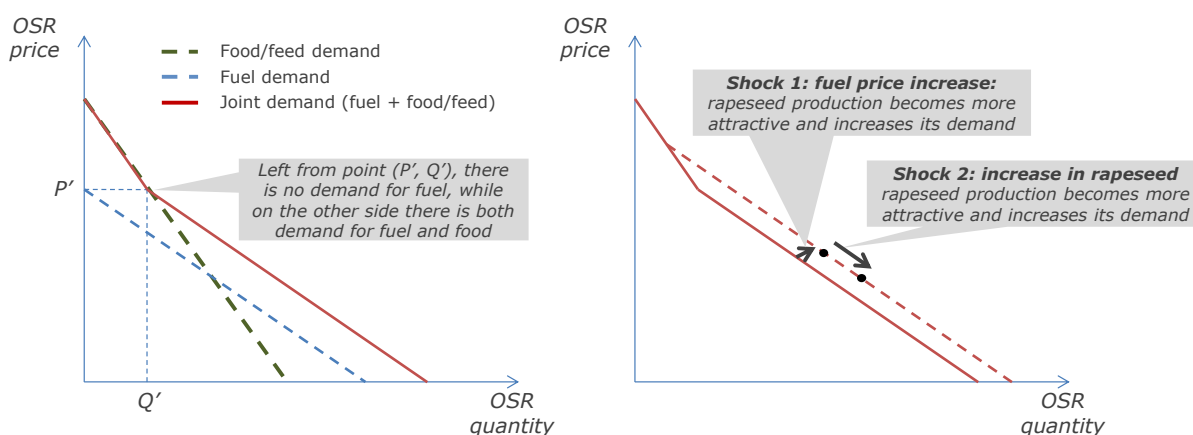 OSR
price
Food/feed demand
Fuel demand
Joint demand (fuel + food/feed)
Left from point (P’, Q’), there
is no demand for fuel, while
on the other side there is both
demand for fuel and food
P’
Q’
OSR
quantity
OSR
price
Shock 1: fuel price increase:
rapeseed production becomes more
attractive and increases its demand
Shock 2: increase in rapeseed
rapeseed production becomes more
attractive and increases its demand
OSR
quantity